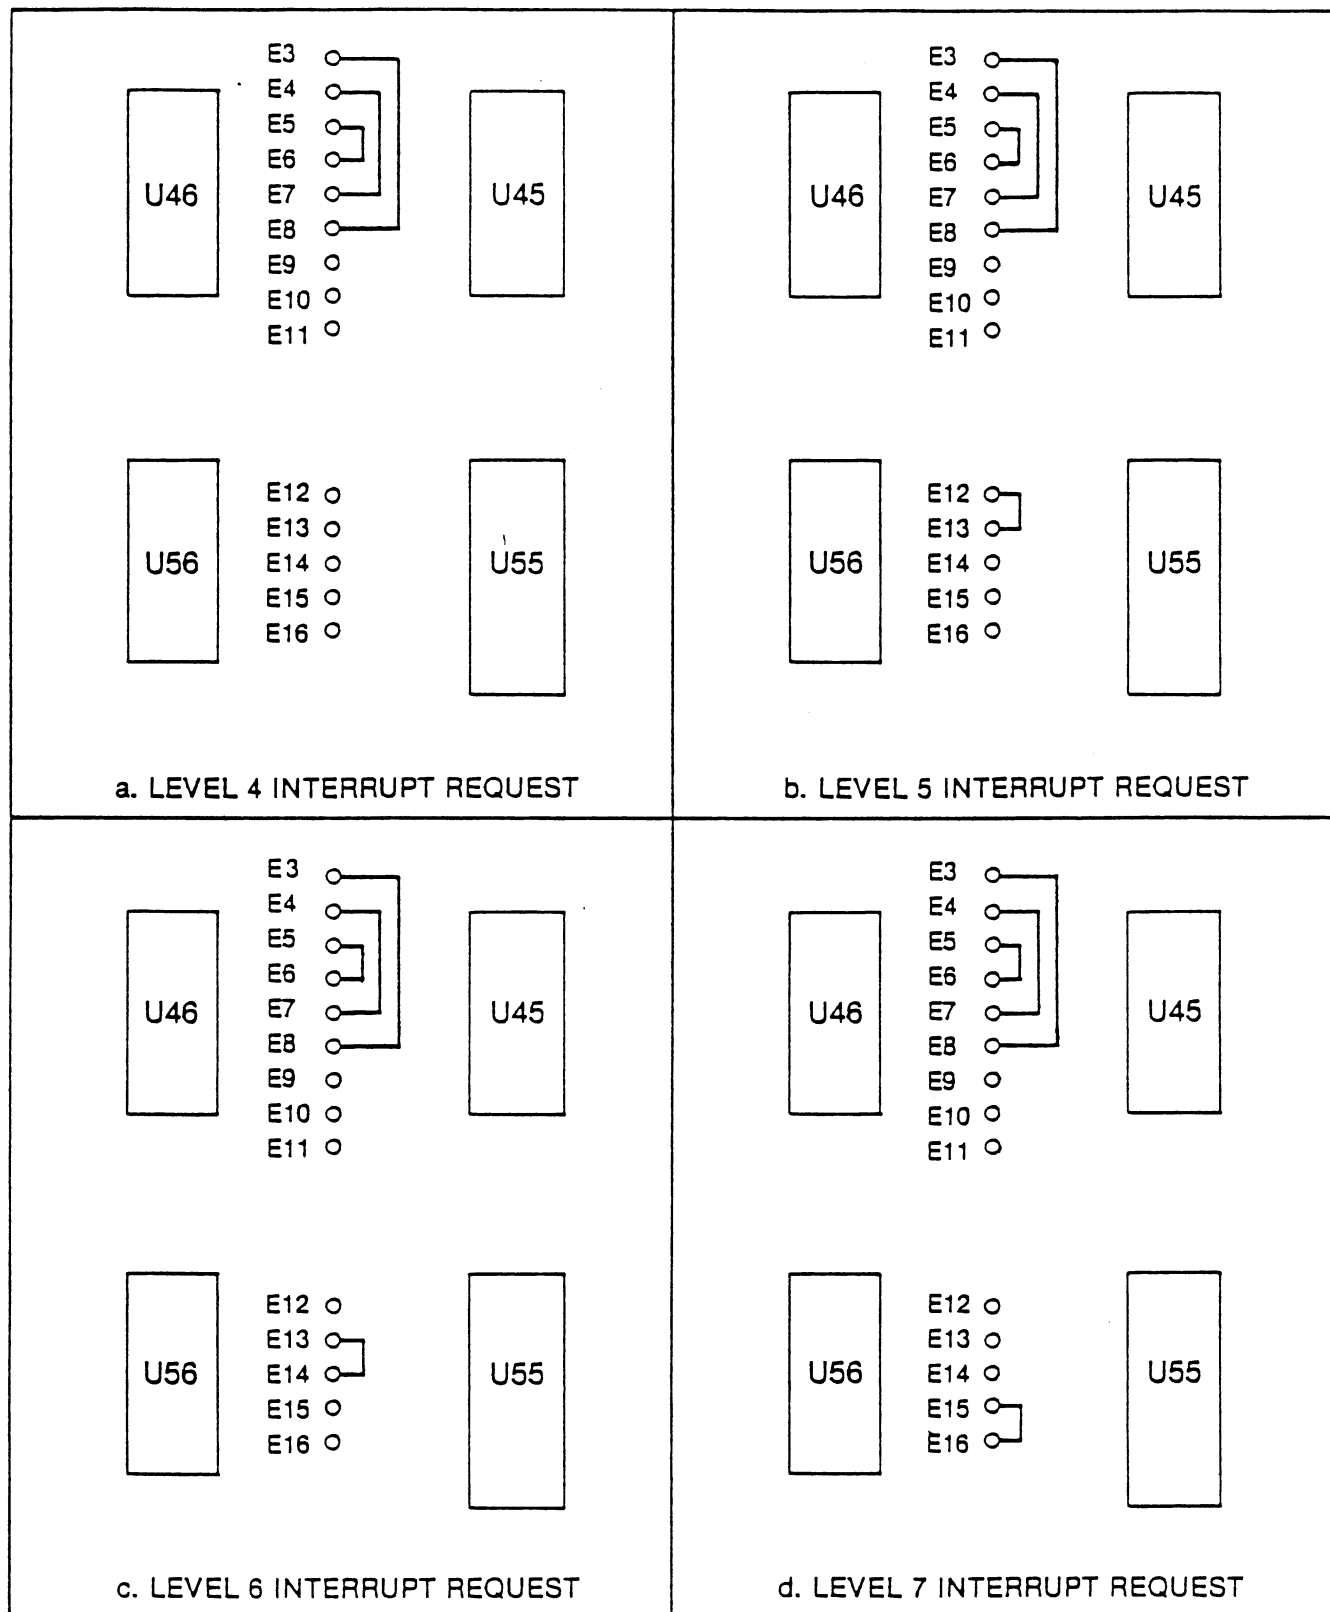 E3
E4
E5
E6
E7
E8
E9
E10
E11
U46
U45
E12
E13
E14
E15
E16
U56
U55
a. LEVEL 4 INTERRUPT REQUEST
E3
E4
E5
E6
E7
E8
E9
E10
E11
U46
U45
E12
E13
E14
E15
E16
U56
U55
b. LEVEL 5 INTERRUPT REQUEST
E3
E4
E5
E6
E7
E8
E9
E10
E11
U46
U45
E12
E13
E14
E15
E16
U56
U55
c. LEVEL 6 INTERRUPT REQUEST
E3
E4
E5
E6
E7
E8
E9
E10
E11
U46
U45
E12
E13
E14
E15
E16
U56
U55
d. LEVEL 7 INTERRUPT REQUEST